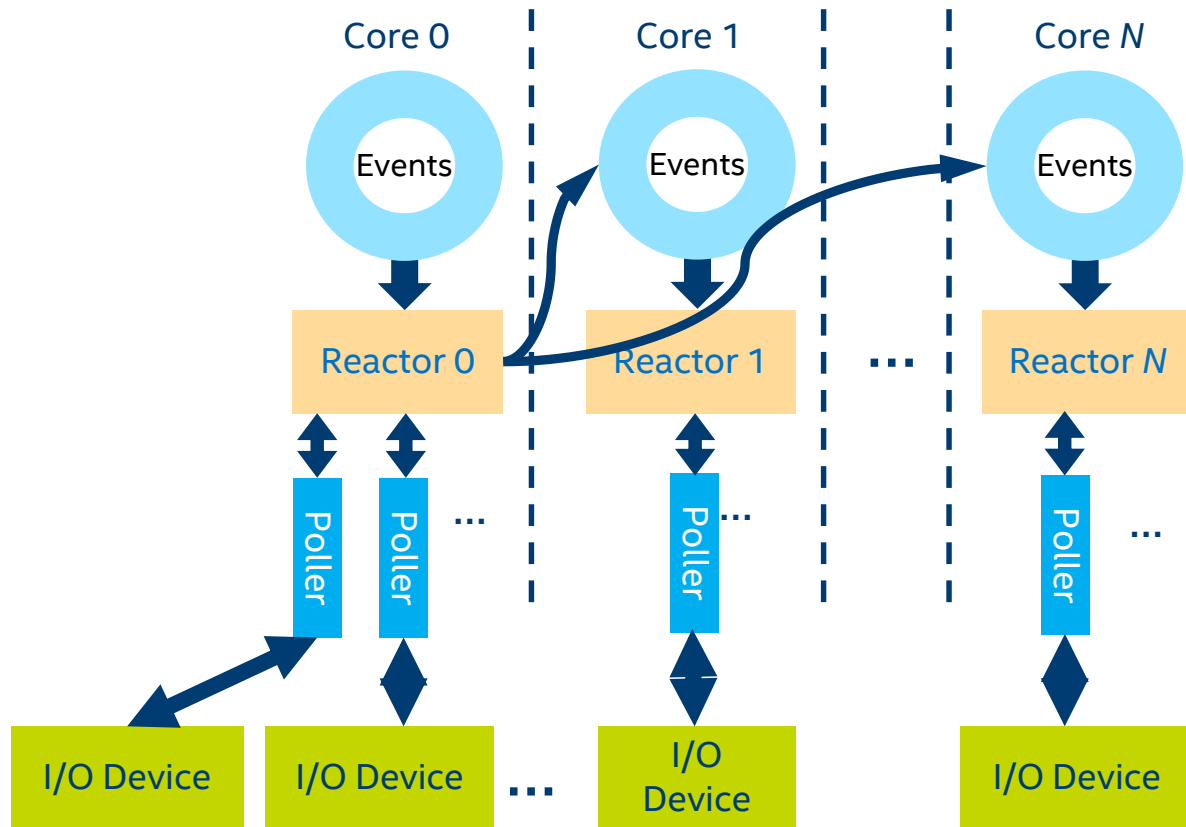 Core 0
Core 1
Core N
Events
Events
Events
Reactor 0
Reactor 1
...
Reactor N
Poller
Poller
...
Poller
...
Poller
...
I/O Device
I/O Device
...
I/O
Device
I/O Device